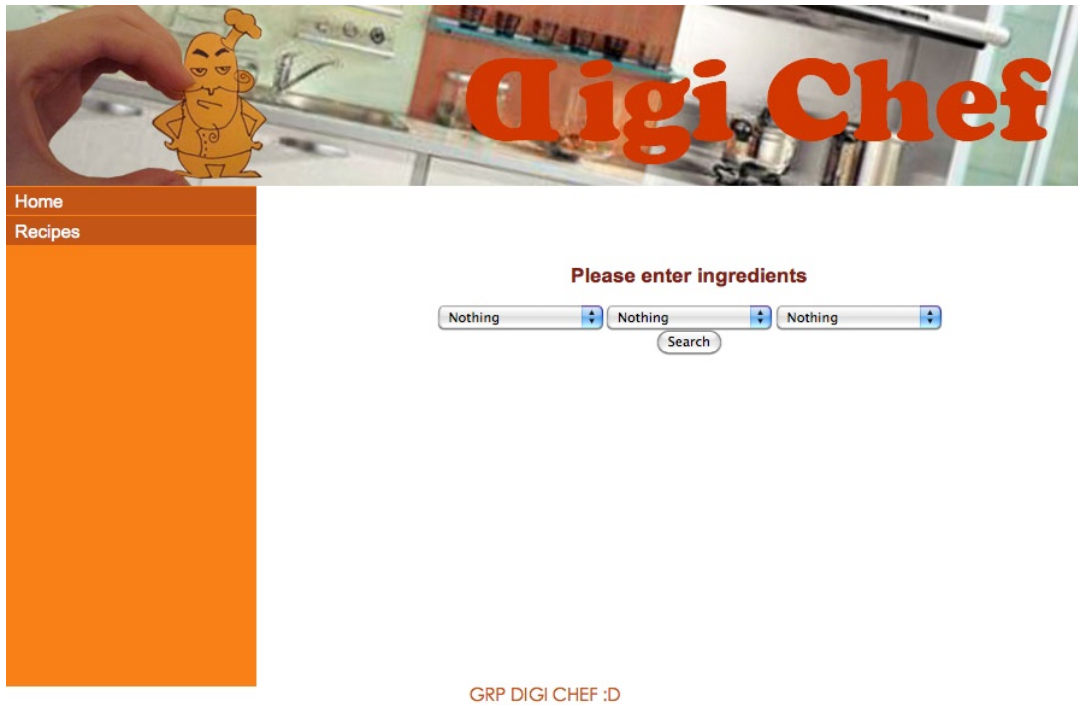 Digi Chef
Home
Recipes
Please enter ingredients
Nothing Nothing Nothing
Search
GRP DIGI CHEF :D